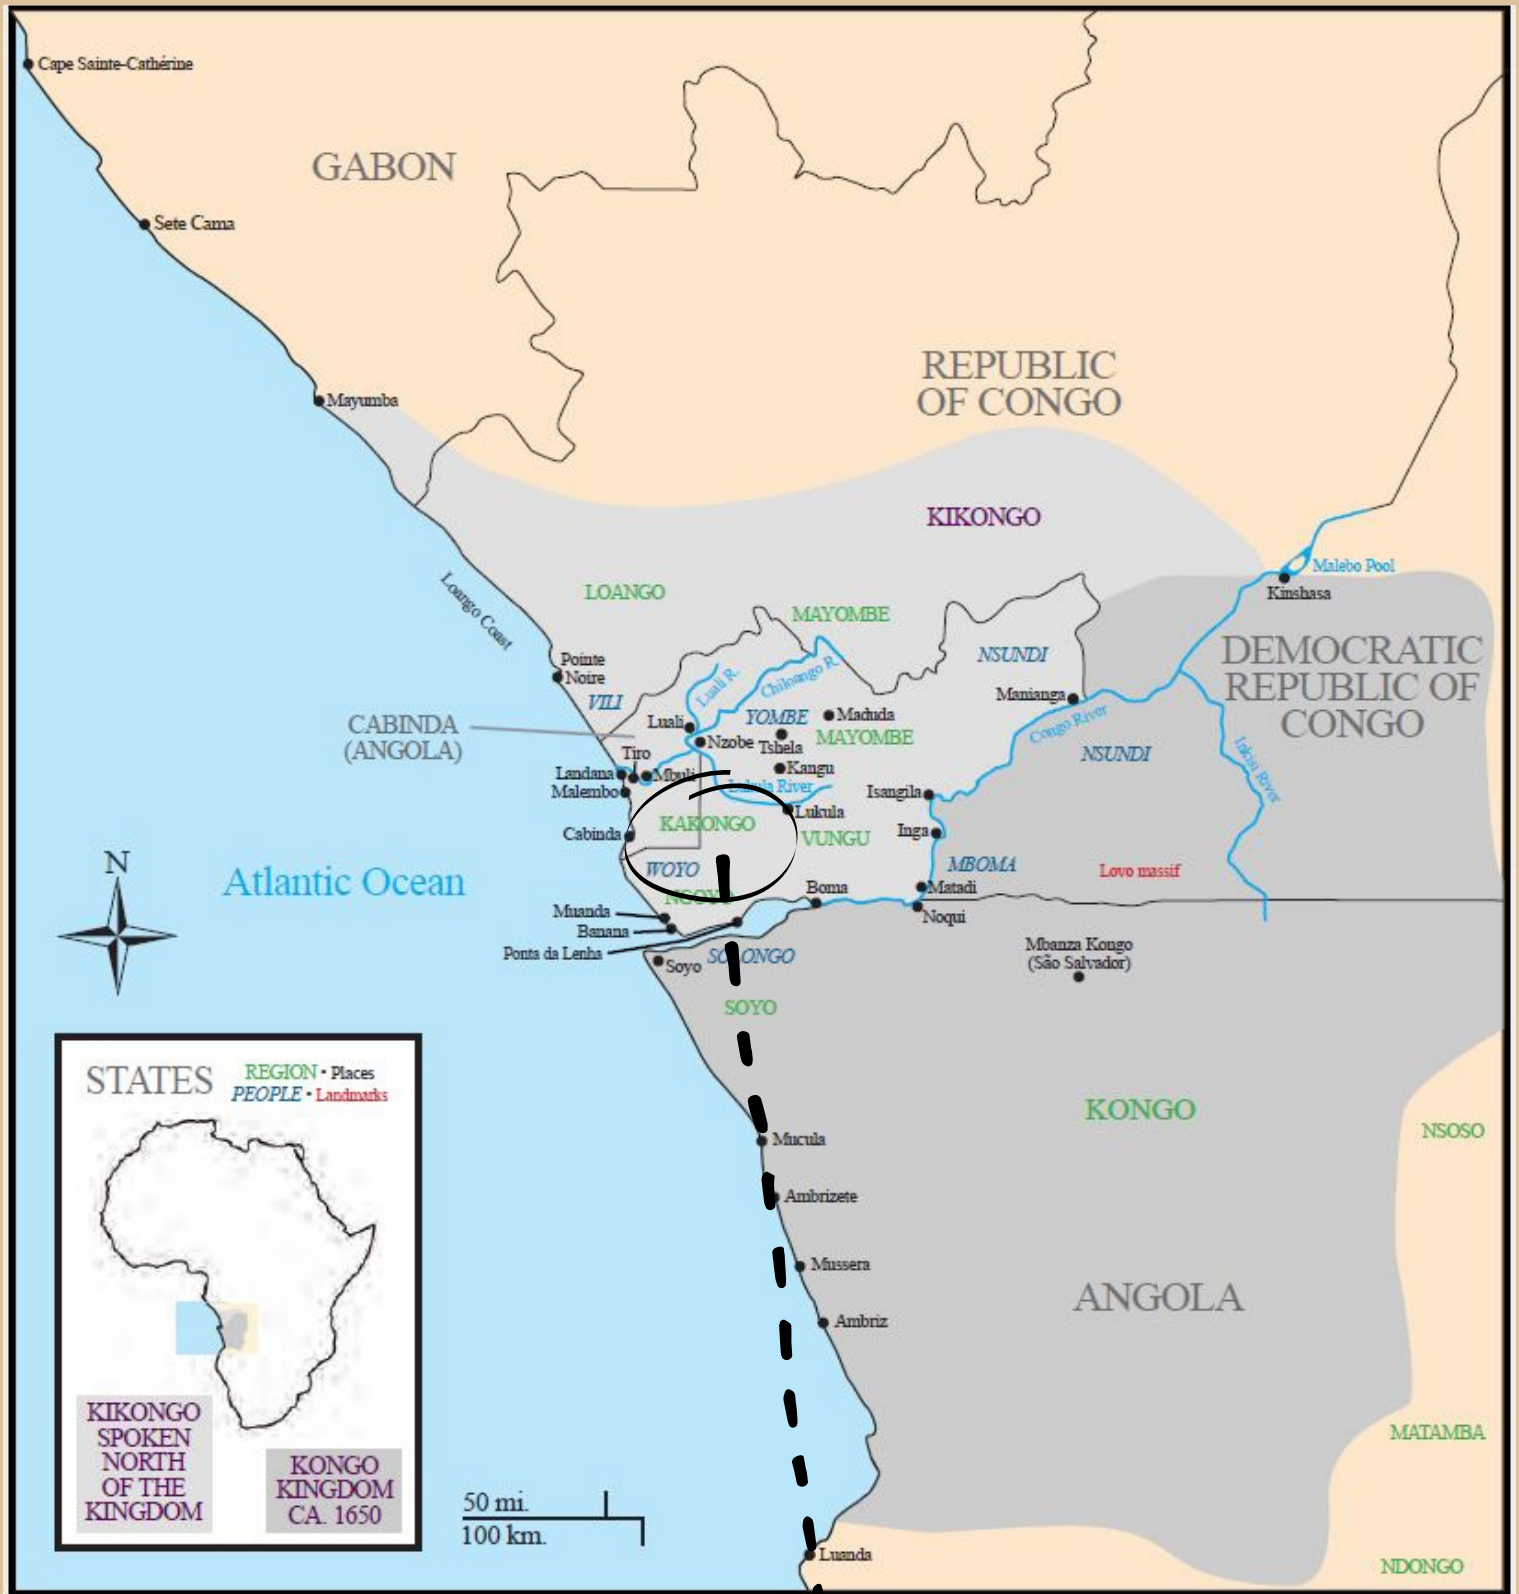 Cape Sainte-Cathérine
GABON
Sete Cama
REPUBLIC
OF CONGO
Mayumba
KIKONGO
Malebo Pool
Kinshasa
Loango Coast
LOANGO
MAYOMBE
DEMOCRATIC
REPUBLIC OF
CONGO
NSUNDI
Pointe
Noire
VILI
Luali R.
Chiloango R.
Manianga
CABINDA
(ANGOLA)
Luali
YOMBE
Maduda
Congo River
Nzobe
Tshela
MAYOMBE
NSUNDI
Inkisi River
Tiro
Landana
Mbuli
Kangu
Malembo
Lukula River
Isangila
Lukula
KAKONGO
Cabinda
VUNGU
Inga
N
WOYO
MBOMA
Lovo massif
Atlantic Ocean
NGOYO
Boma
Matadi
Muanda
Noqui
Banana
Ponta da Lenha
SOLONGO
Mbanza Kongo
(São Salvador)
Soyo
SOYO
STATES
REGION • Places
PEOPLE • Landmarks
KONGO
NSOSO
Mucula
Ambrizete
Mussera
ANGOLA
Ambriz
KIKONGO
SPOKEN
NORTH
OF THE
KINGDOM
KONGO
KINGDOM
CA. 1650
MATAMBA
50 mi.
100 km.
Luanda
NDONGO